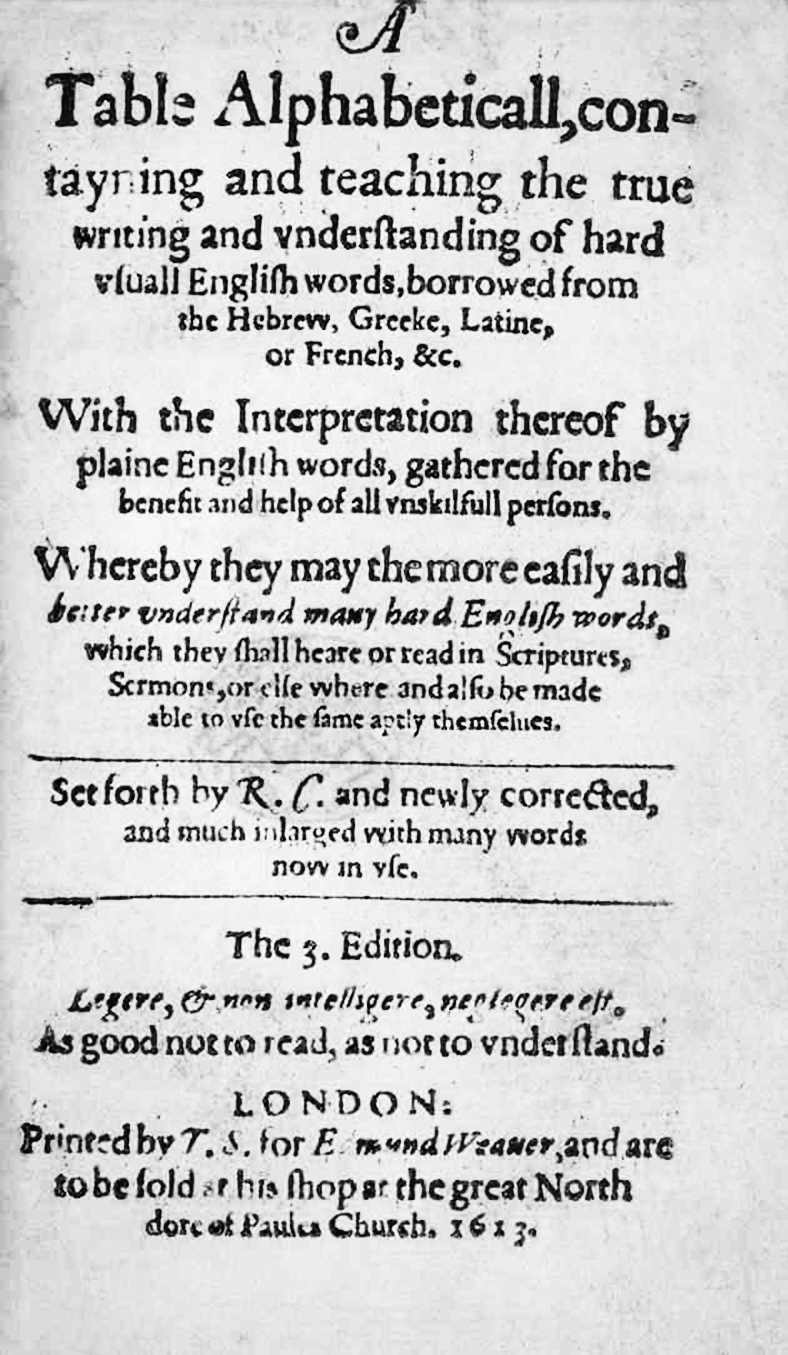 A
Table Alphabeticall, con-
tayning and teaching the true
writing and vnderſtanding of hard
vſuall Engliſh words, borrowed from
the Hebrew, Greeke, Latine,
or French, &c.
With the Interpretation thereof by
plaine Engliſh words, gathered for the
benefit and help of all vnskilfull perſons.
Whereby they may the more eaſily and
better vnderſtand many hard Engliſh words,
which they ſhall heare or read in Scriptures,
Sermons, or elſe where and alſo be made
able to vſe the ſame aptly themſelues.
Set forth by R. C. and newly corrected,
and much inlarged with many words
now in vſe.
The 3. Edition.
Legere, & non intelligere, neglegere eſt.
As good not to read, as not to vnderſtand.
LONDON:
Printed by T. S. for Edmund Weauer, and are
to be ſold at his ſhop at the great North
dore of Paules Church. 1613.